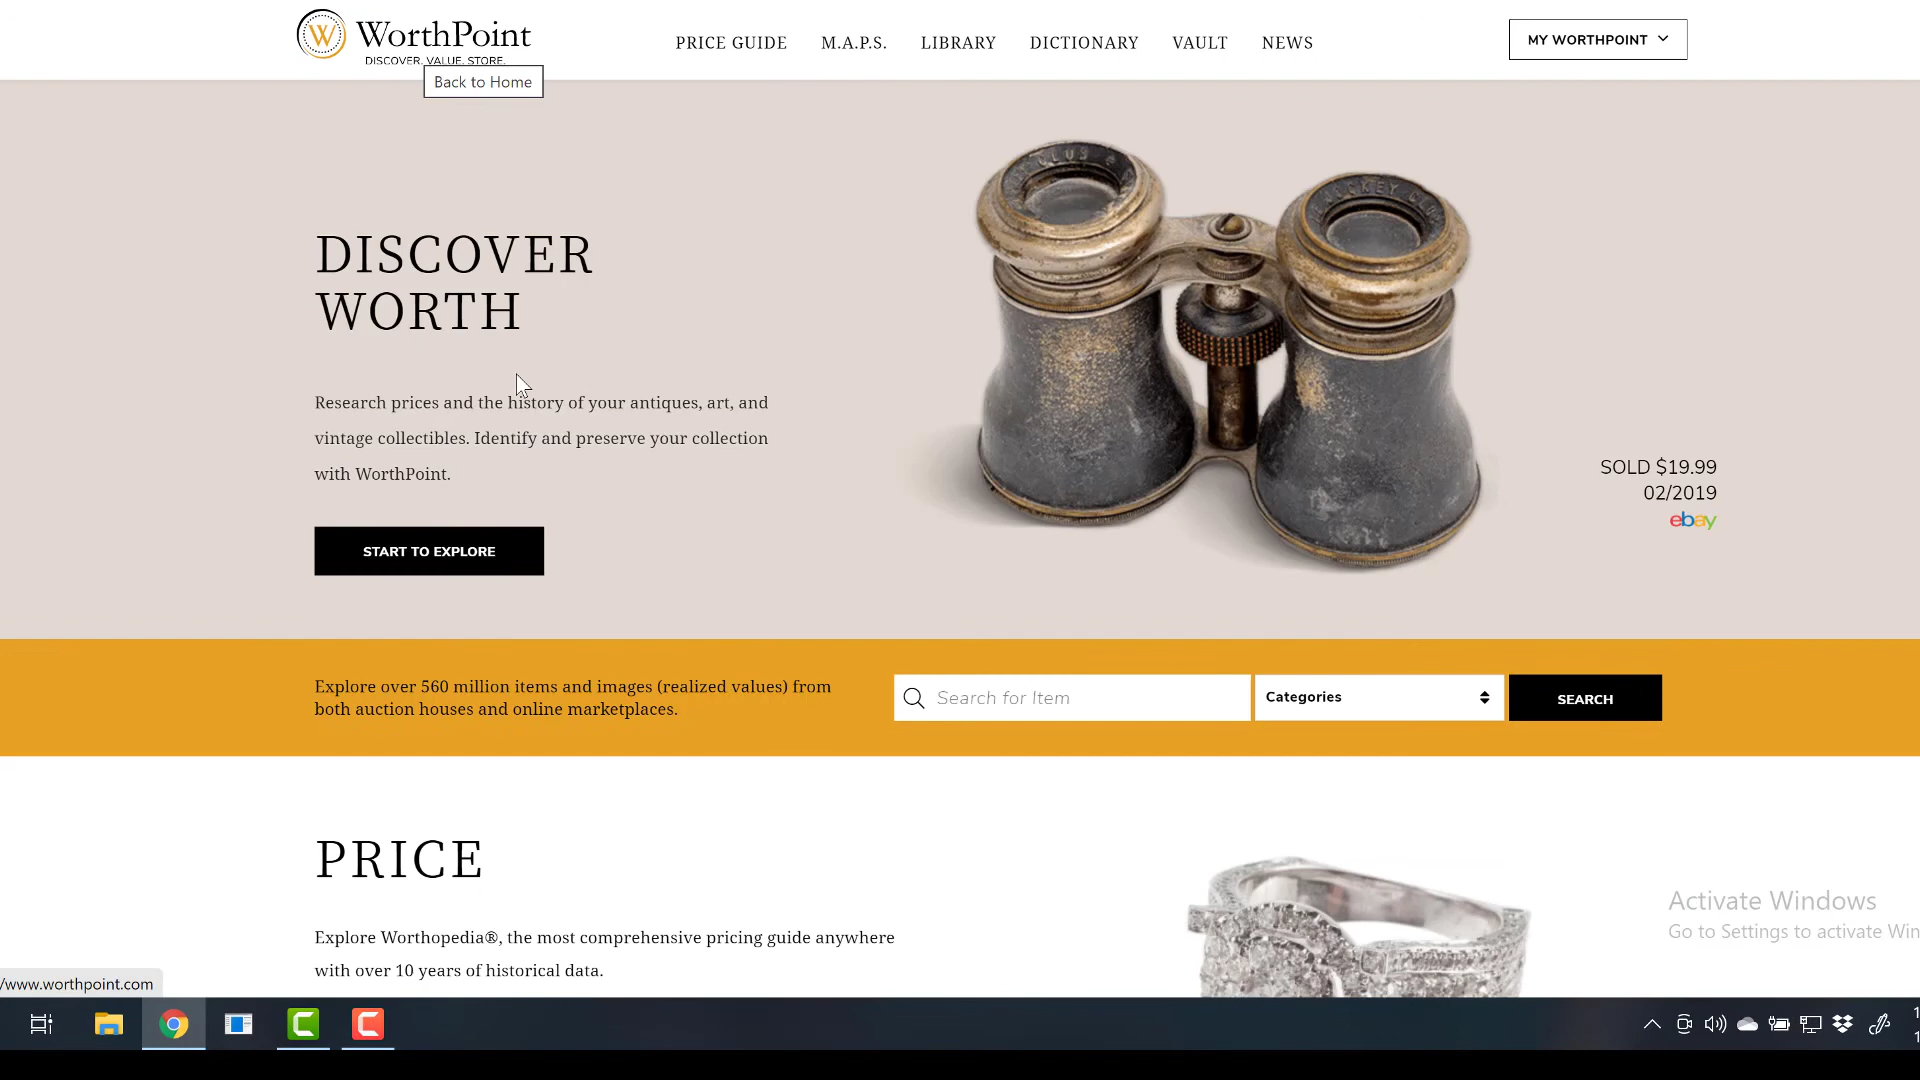 WorthPoint
DISCOVER. VALUE. STORE.
PRICE GUIDE
M.A.P.S.
LIBRARY
DICTIONARY
VAULT
NEWS
MY WORTHPOINT
Back to Home
DISCOVER
WORTH
Research prices and the history of your antiques, art, and
vintage collectibles. Identify and preserve your collection
with WorthPoint.
START TO EXPLORE
SOLD $19.99
02/2019
ebay
Explore over 560 million items and images (realized values) from
both auction houses and online marketplaces.
Search for Item
Categories
SEARCH
PRICE
Explore Worthopedia®, the most comprehensive pricing guide anywhere
with over 10 years of historical data.
Activate Windows
Go to Settings to activate Win
/www.worthpoint.com